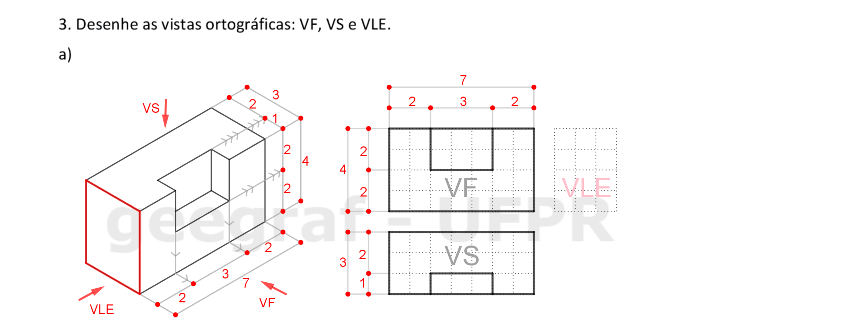 3. Desenhe as vistas ortográficas: VF, VS e VLE.
a)
VS
3
2
1
2
4
2
2
3
7
2
VLE
VF
7
2 3 2
4
2
2
VF
VLE
3
2
1
VS
geegraf - UFPR